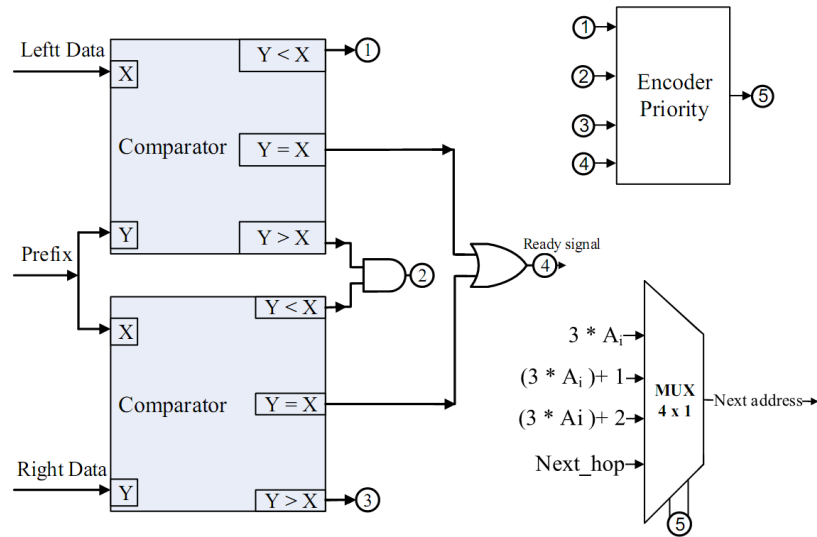 Leftt Data
X
Y < X
1
Comparator
Y = X
Y
Y > X
Prefix
2
Ready signal
4
X
Y < X
Comparator
Y = X
Right Data
Y
Y > X
3
1
2
3
4
Encoder
Priority
5
3 * Ai
(3 * Ai )+ 1
(3 * Ai )+ 2
Next_hop
MUX
4 x 1
Next address
5